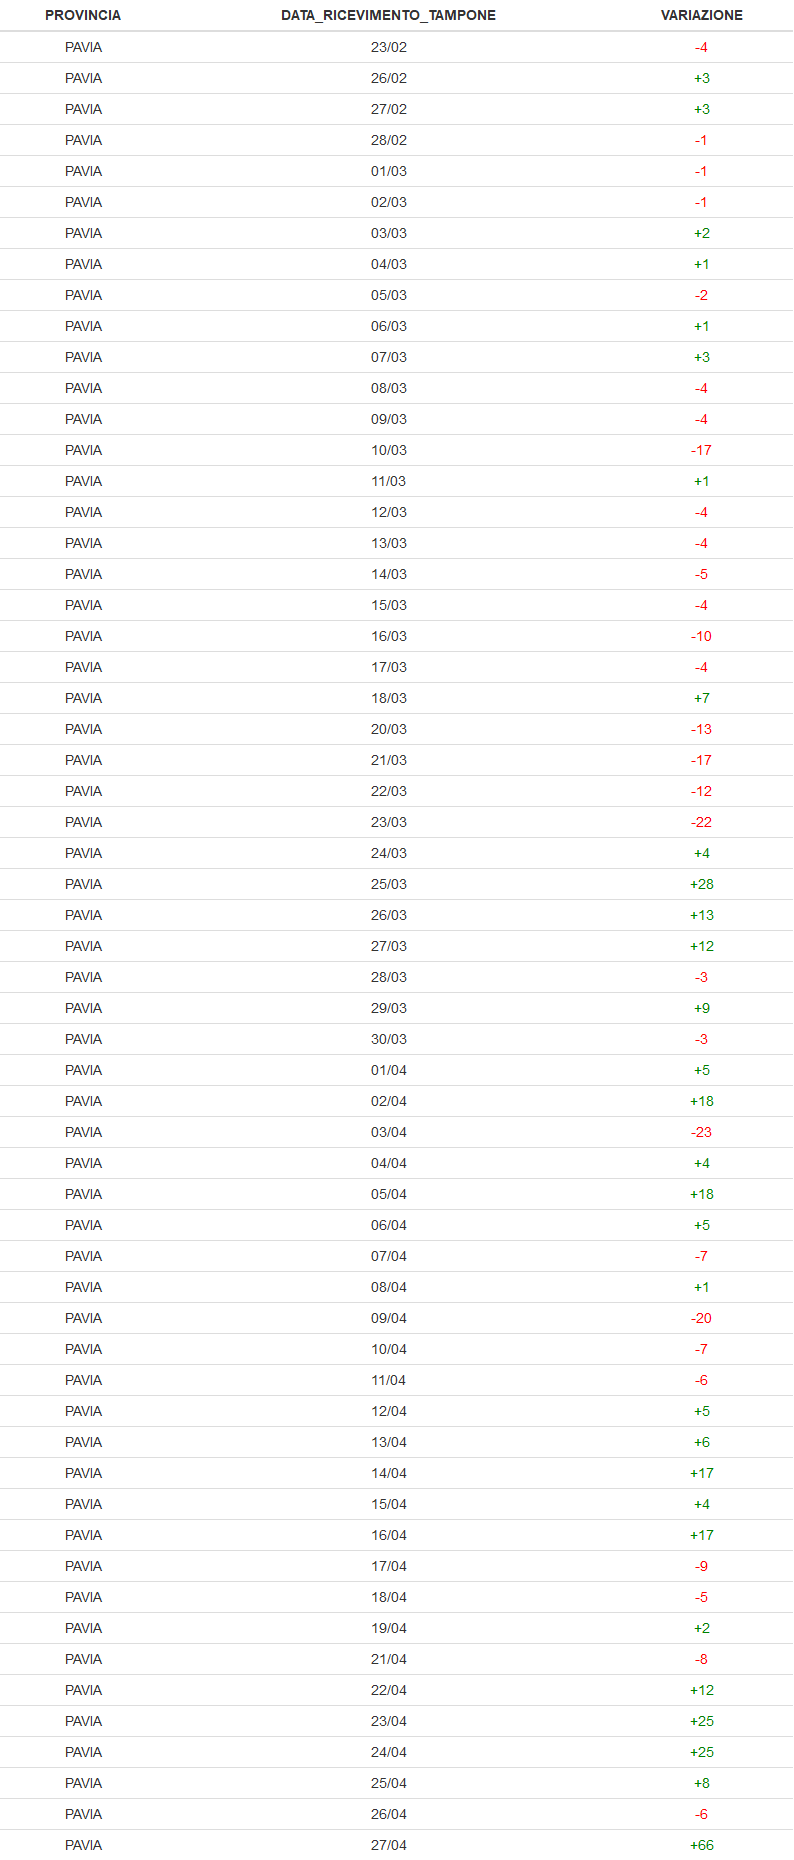 PROVINCIA DATA_RICEVIMENTO_TAMPONE VARIAZIONE
PAVIA 23/02 -4
PAVIA 26/02 +3
PAVIA 27/02 +3
PAVIA 28/02 -1
PAVIA 01/03 -1
PAVIA 02/03 -1
PAVIA 03/03 +2
PAVIA 04/03 +1
PAVIA 05/03 -2
PAVIA 06/03 +1
PAVIA 07/03 +3
PAVIA 08/03 -4
PAVIA 09/03 -4
PAVIA 10/03 -17
PAVIA 11/03 +1
PAVIA 12/03 -4
PAVIA 13/03 -4
PAVIA 14/03 -5
PAVIA 15/03 -4
PAVIA 16/03 -10
PAVIA 17/03 -4
PAVIA 18/03 +7
PAVIA 20/03 -13
PAVIA 21/03 -17
PAVIA 22/03 -12
PAVIA 23/03 -22
PAVIA 24/03 +4
PAVIA 25/03 +28
PAVIA 26/03 +13
PAVIA 27/03 +12
PAVIA 28/03 -3
PAVIA 29/03 +9
PAVIA 30/03 -3
PAVIA 01/04 +5
PAVIA 02/04 +18
PAVIA 03/04 -23
PAVIA 04/04 +4
PAVIA 05/04 +18
PAVIA 06/04 +5
PAVIA 07/04 -7
PAVIA 08/04 +1
PAVIA 09/04 -20
PAVIA 10/04 -7
PAVIA 11/04 -6
PAVIA 12/04 +5
PAVIA 13/04 +6
PAVIA 14/04 +17
PAVIA 15/04 +4
PAVIA 16/04 +17
PAVIA 17/04 -9
PAVIA 18/04 -5
PAVIA 19/04 +2
PAVIA 21/04 -8
PAVIA 22/04 +12
PAVIA 23/04 +25
PAVIA 24/04 +25
PAVIA 25/04 +8
PAVIA 26/04 -6
PAVIA 27/04 +66